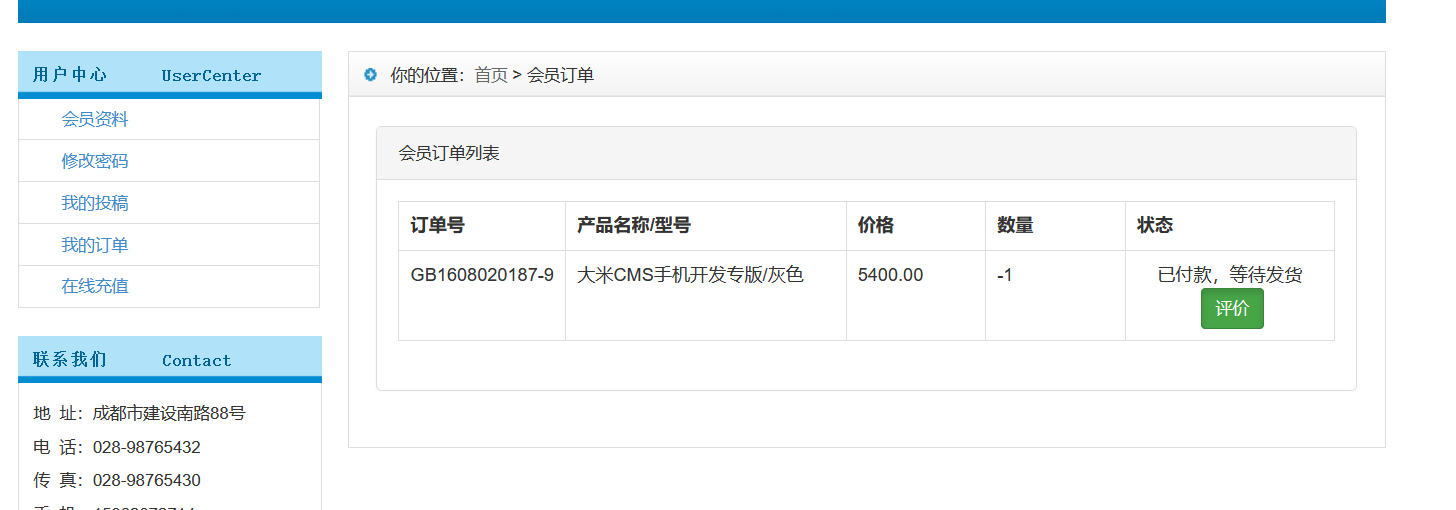 用户中心 UserCenter
会员资料
修改密码
我的投稿
我的订单
在线充值
联系我们 Contact
地 址：成都市建设南路88号
电 话：028-98765432
传 真：028-98765430
你的位置：首页 > 会员订单
会员订单列表
订单号 产品名称/型号 价格 数量 状态
GB1608020187-9 大米CMS手机开发专版/灰色 5400.00 -1 已付款，等待发货
评价